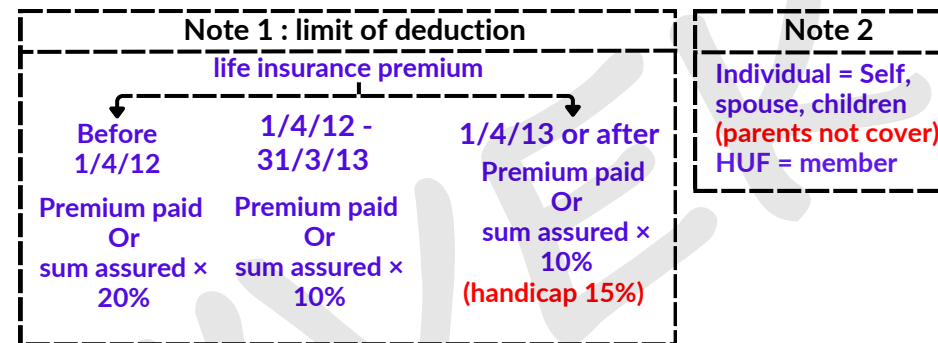 Note 1 : limit of deduction
life insurance premium
Before
1/4/12
Premium paid
Or
sum assured ×
20%
1/4/12 -
31/3/13
Premium paid
Or
sum assured ×
10%
1/4/13 or after
Premium paid
Or
sum assured ×
10%
(handicap 15%)
Note 2
Individual = Self,
spouse, children
(parents not cover)
HUF = member